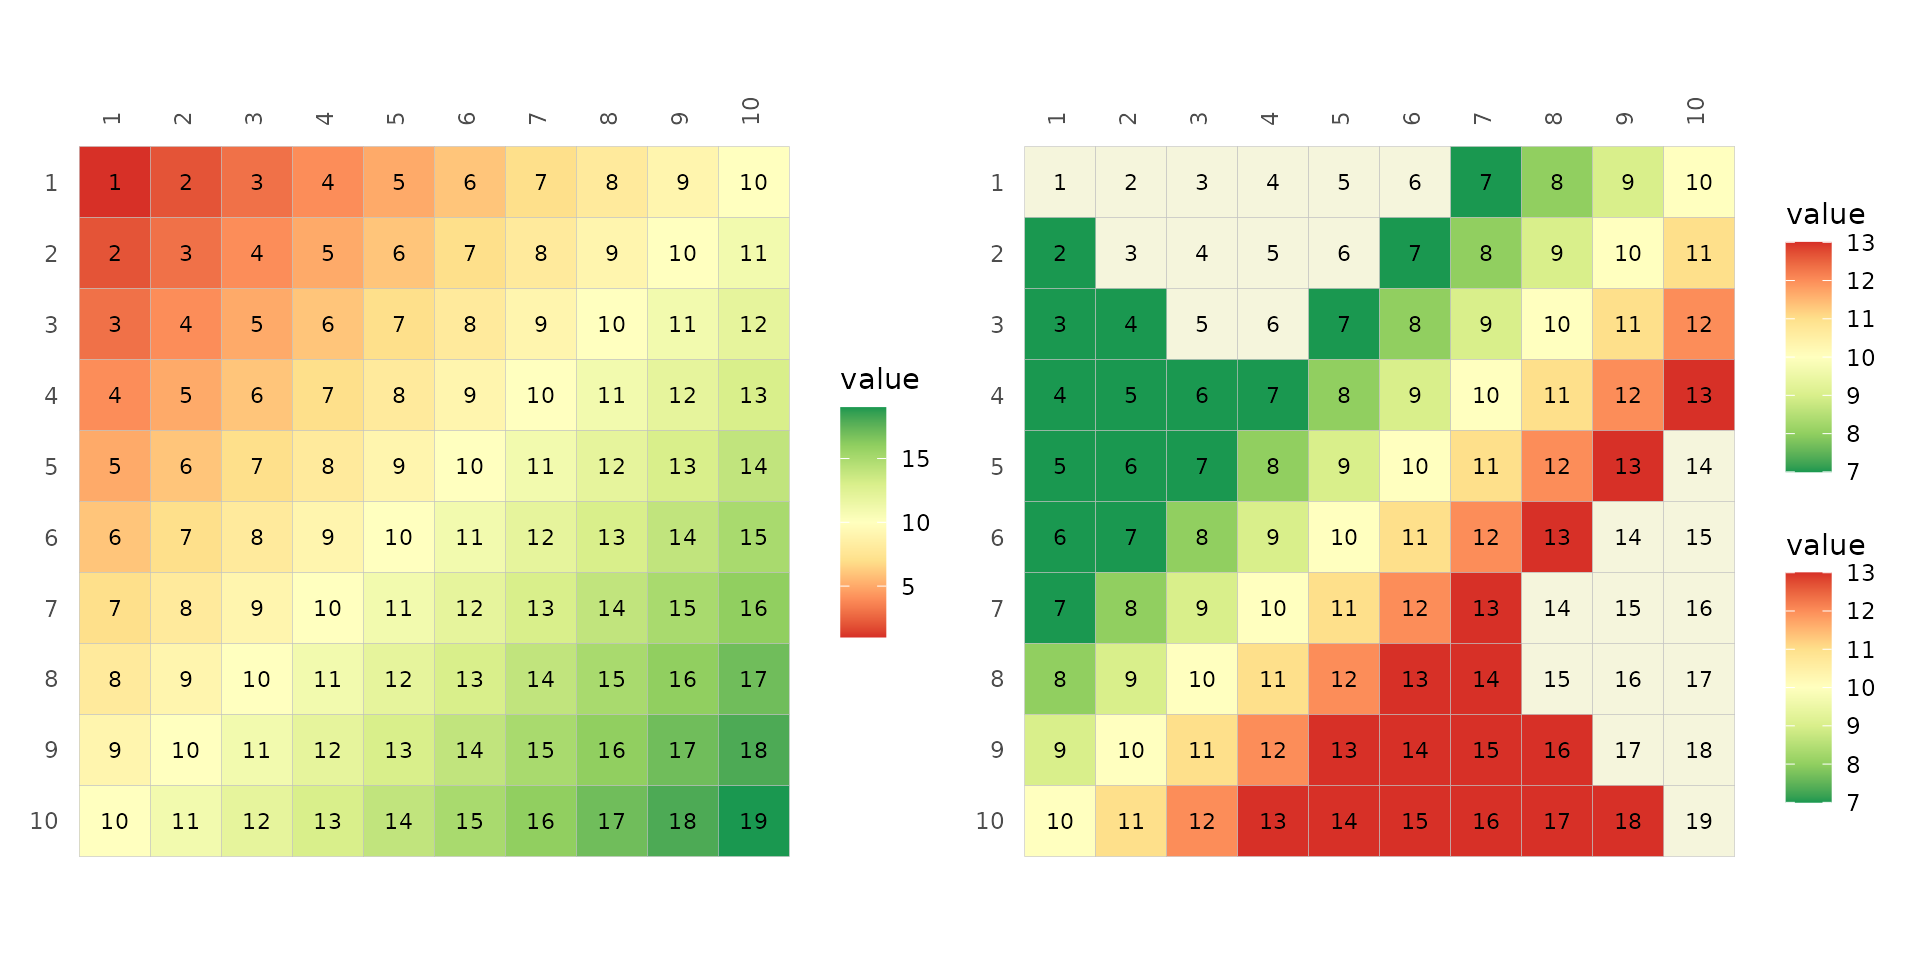 1 2 3 4 5 6 7 8 9 10
1 1 2 3 4 5 6 7 8 9 10
2 2 3 4 5 6 7 8 9 10 11
3 3 4 5 6 7 8 9 10 11 12
4 4 5 6 7 8 9 10 11 12 13
5 5 6 7 8 9 10 11 12 13 14
6 6 7 8 9 10 11 12 13 14 15
7 7 8 9 10 11 12 13 14 15 16
8 8 9 10 11 12 13 14 15 16 17
9 9 10 11 12 13 14 15 16 17 18
10 10 11 12 13 14 15 16 17 18 19
value
15
10
5
1 2 3 4 5 6 7 8 9 10
1 1 2 3 4 5 6 7 8 9 10
2 2 3 4 5 6 7 8 9 10 11
3 3 4 5 6 7 8 9 10 11 12
4 4 5 6 7 8 9 10 11 12 13
5 5 6 7 8 9 10 11 12 13 14
6 6 7 8 9 10 11 12 13 14 15
7 7 8 9 10 11 12 13 14 15 16
8 8 9 10 11 12 13 14 15 16 17
9 9 10 11 12 13 14 15 16 17 18
10 10 11 12 13 14 15 16 17 18 19
value
13
12
11
10
9
8
7
value
13
12
11
10
9
8
7